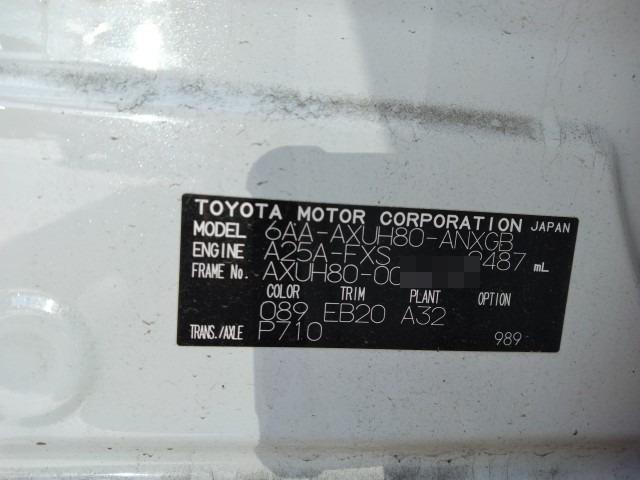 TOYOTA MOTOR CORPORATION JAPAN
MODEL 6AA-AXUH80-ANXGB
ENGINE A25A-FXS 2487 mL
FRAME No. AXUH80-00
COLOR TRIM PLANT OPTION
089 EB20 A32
TRANS./AXLE P710 989